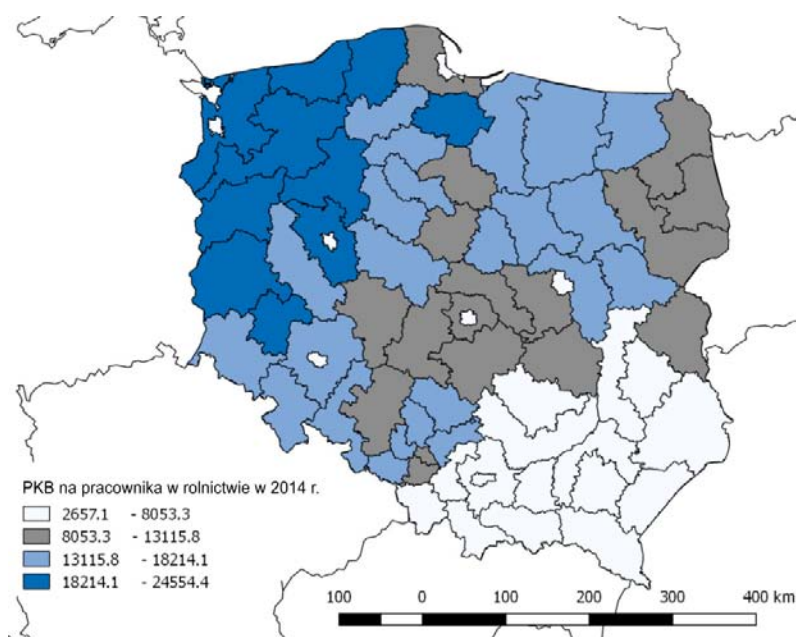 PKB na pracownika w rolnictwie w 2014 r.
2657.1 - 8053.3
8053.3 - 13115.8
13115.8 - 18214.1
18214.1 - 24554.4
100 0 100 200 300 400 km